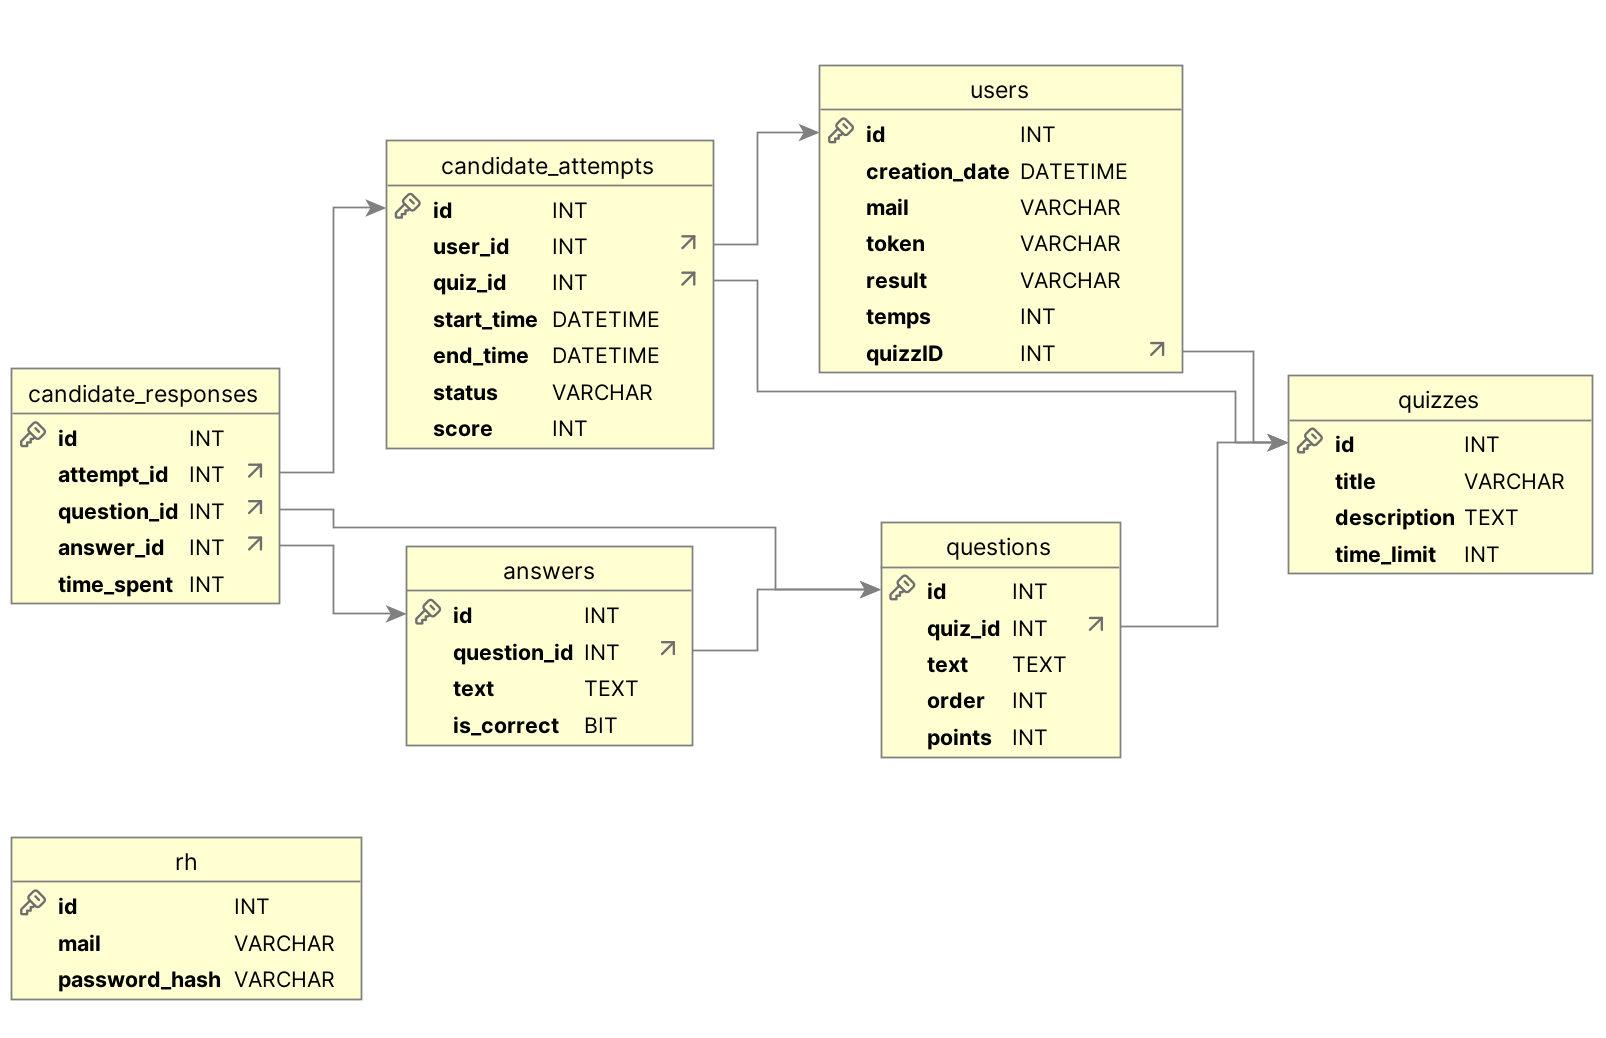 users
id INT
creation_date DATETIME
mail VARCHAR
token VARCHAR
result VARCHAR
temps INT
quizzID INT
candidate_attempts
id INT
user_id INT
quiz_id INT
start_time DATETIME
end_time DATETIME
status VARCHAR
score INT
candidate_responses
id INT
attempt_id INT
question_id INT
answer_id INT
time_spent INT
quizzes
id INT
title VARCHAR
description TEXT
time_limit INT
answers
id INT
question_id INT
text TEXT
is_correct BIT
questions
id INT
quiz_id INT
text TEXT
order INT
points INT
rh
id INT
mail VARCHAR
password_hash VARCHAR